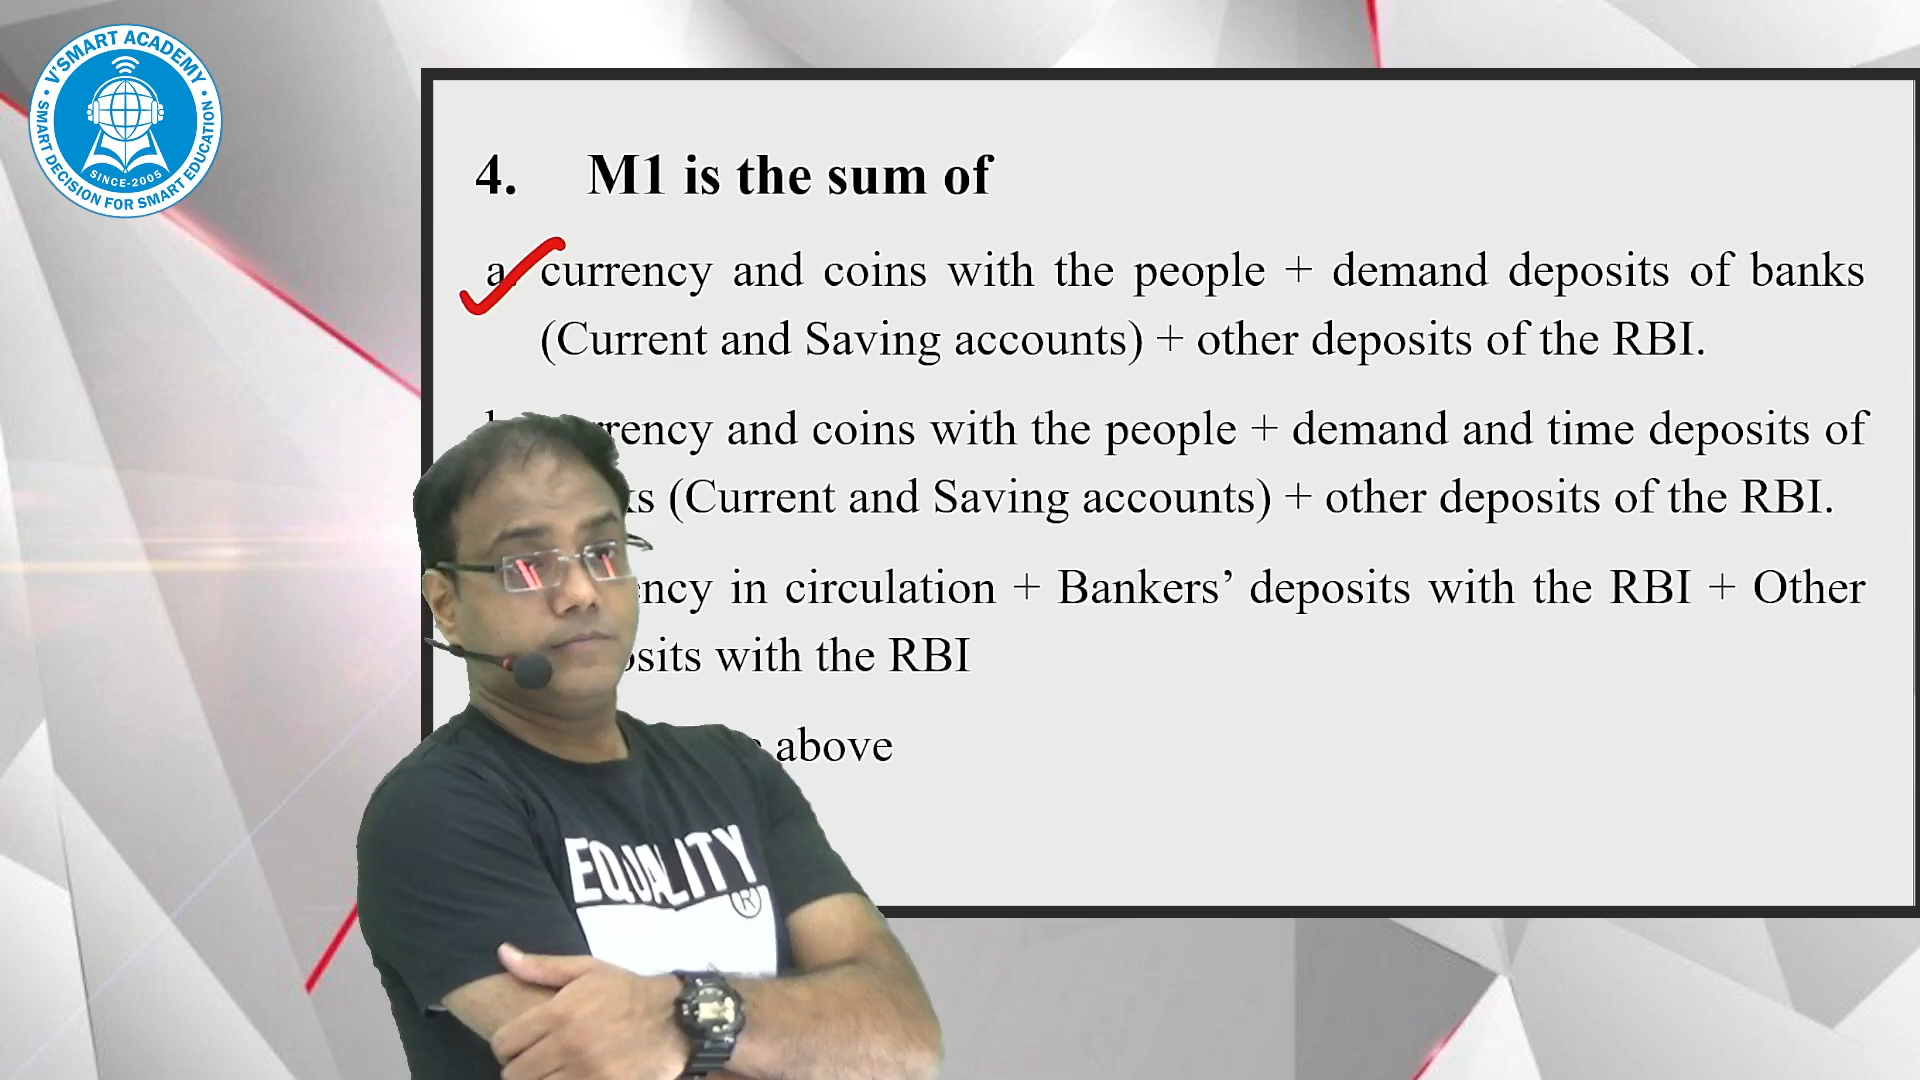 V'SMART ACADEMY
SMART DECISION FOR SMART EDUCATION
SINCE-2005
4. M1 is the sum of
a. currency and coins with the people + demand deposits of banks
(Current and Saving accounts) + other deposits of the RBI.
and coins with the people + demand and time deposits of
(Current and Saving accounts) + other deposits of the RBI.
in circulation + Bankers’ deposits with the RBI + Other
with the RBI
above
EQUALITY
R